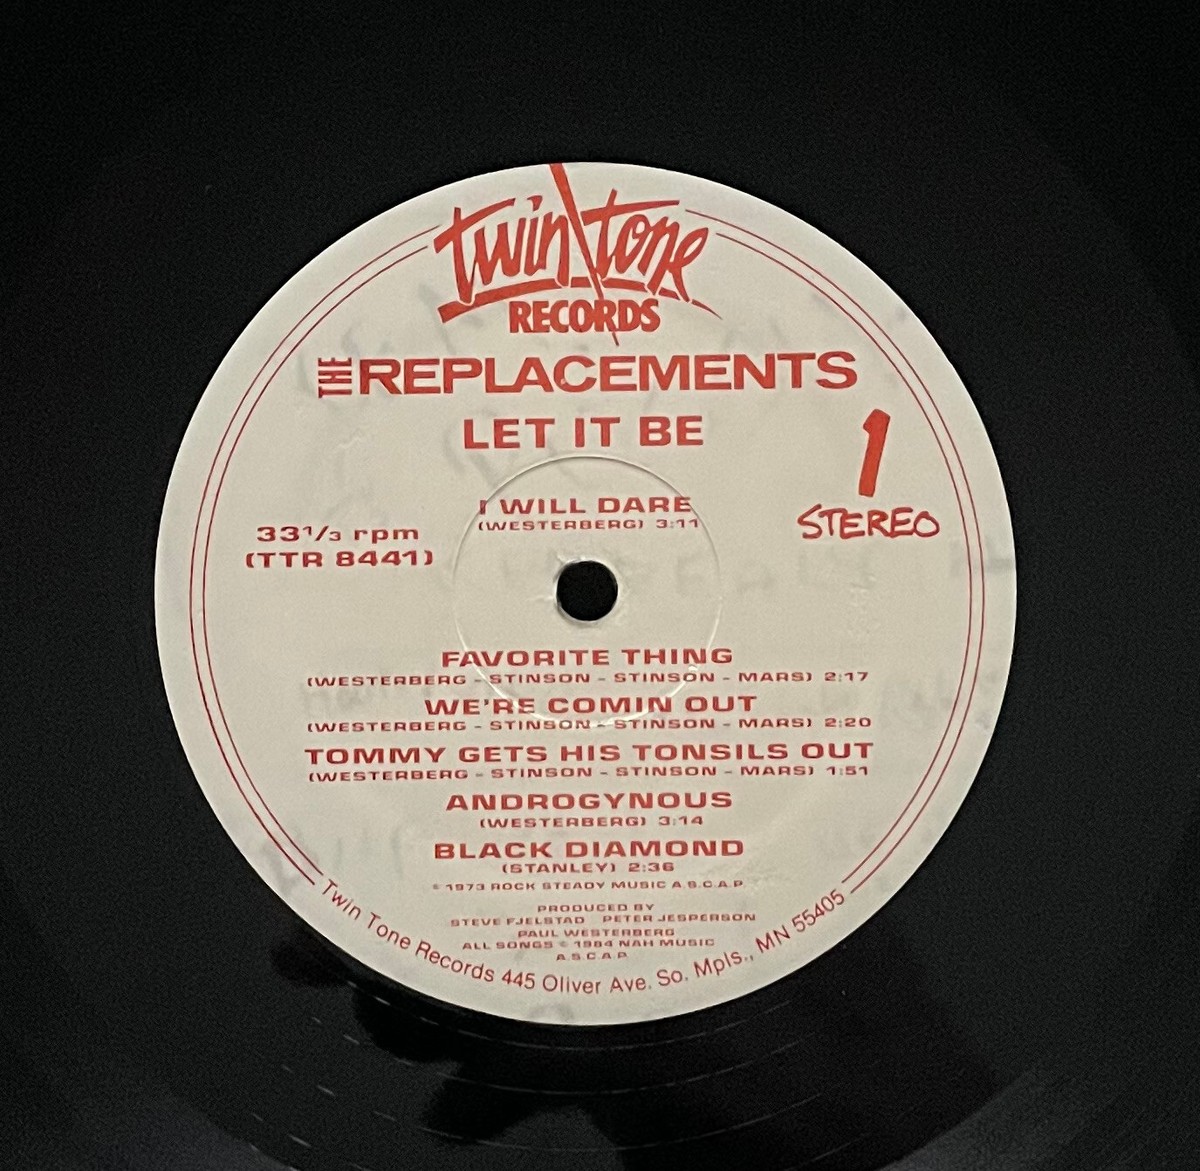 twin\tone
RECORDS
THE REPLACEMENTS
LET IT BE
1
STEREO
33⅓ rpm
(TTR 8441)
I WILL DARE
(WESTERBERG) 3:11
FAVORITE THING
(WESTERBERG - STINSON - STINSON - MARS) 2:17
WE'RE COMIN OUT
(WESTERBERG - STINSON - STINSON - MARS) 2:20
TOMMY GETS HIS TONSILS OUT
(WESTERBERG - STINSON - STINSON - MARS) 1:51
ANDROGYNOUS
(WESTERBERG) 3:14
BLACK DIAMOND
(STANLEY) 2:36
© 1973 ROCK STEADY MUSIC A.S.C.A.P.
PRODUCED BY
STEVE FJELSTAD PETER JESPERSON
PAUL WESTERBERG
ALL SONGS © 1984 NAH MUSIC
A.S.C.A.P.
Twin Tone Records 445 Oliver Ave. So. Mpls., MN 55405